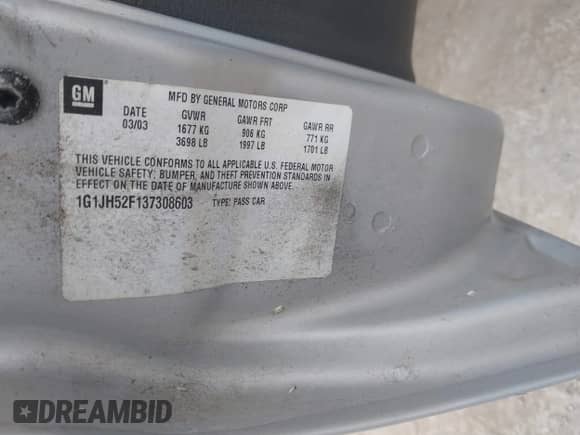 GM
MFD BY GENERAL MOTORS CORP
DATE GVWR GAWR FRT GAWR RR
03/03 1677 KG 906 KG 771 KG
3698 LB 1997 LB 1701 LB
THIS VEHICLE CONFORMS TO ALL APPLICABLE U.S. FEDERAL MOTOR
VEHICLE SAFETY, BUMPER, AND THEFT PREVENTION STANDARDS IN
EFFECT ON THE DATE OF MANUFACTURE SHOWN ABOVE.
1G1JH52F137308603 TYPE: PASS CAR
DREAMBID